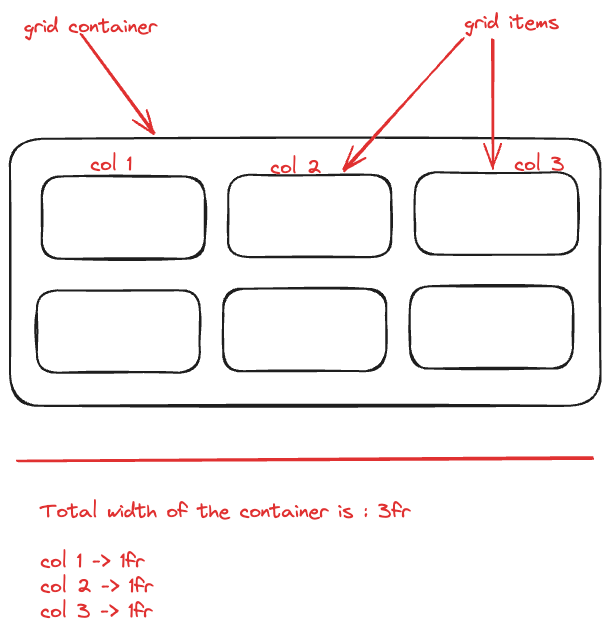 grid container
grid items
col 1
col 2
col 3
Total width of the container is : 3fr
col 1 -> 1fr
col 2 -> 1fr
col 3 -> 1fr